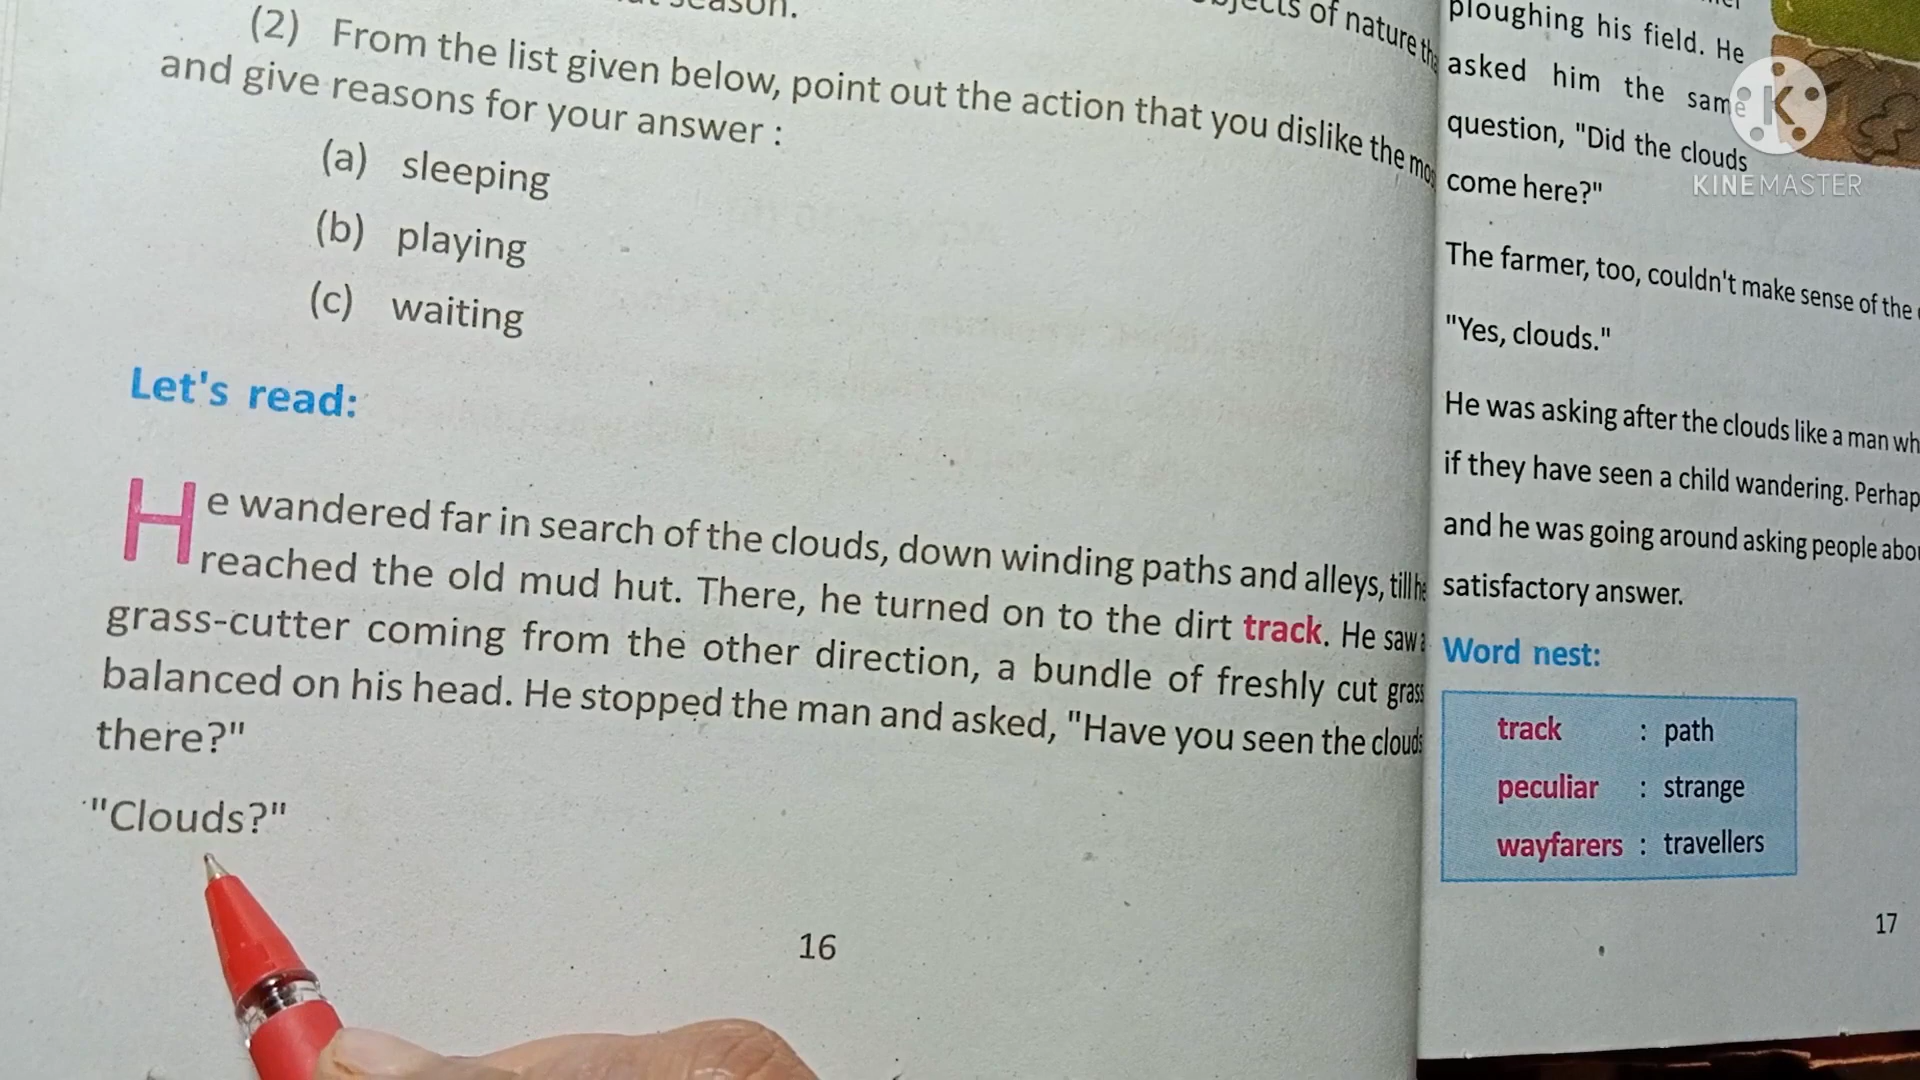 season.
(2) From the list given below, point out the action that you dislike the
and give reasons for your answer :
(a) sleeping
(b) playing
(c) waiting
Let's read:
He wandered far in search of the clouds, down winding paths and alleys, till he
reached the old mud hut. There, he turned on to the dirt track. He saw a
grass-cutter coming from the other direction, a bundle of freshly cut grass
balanced on his head. He stopped the man and asked, "Have you seen the clouds
there?"
"Clouds?"
16
of nature
ploughing his field. He
asked him the same
question, "Did the clouds
come here?"
The farmer, too, couldn't make sense of the
"Yes, clouds."
He was asking after the clouds like a man
if they have seen a child wandering.
and he was going around asking people
satisfactory answer.
Word nest:
track : path
peculiar : strange
wayfarers : travellers
17
K
KINEMASTER